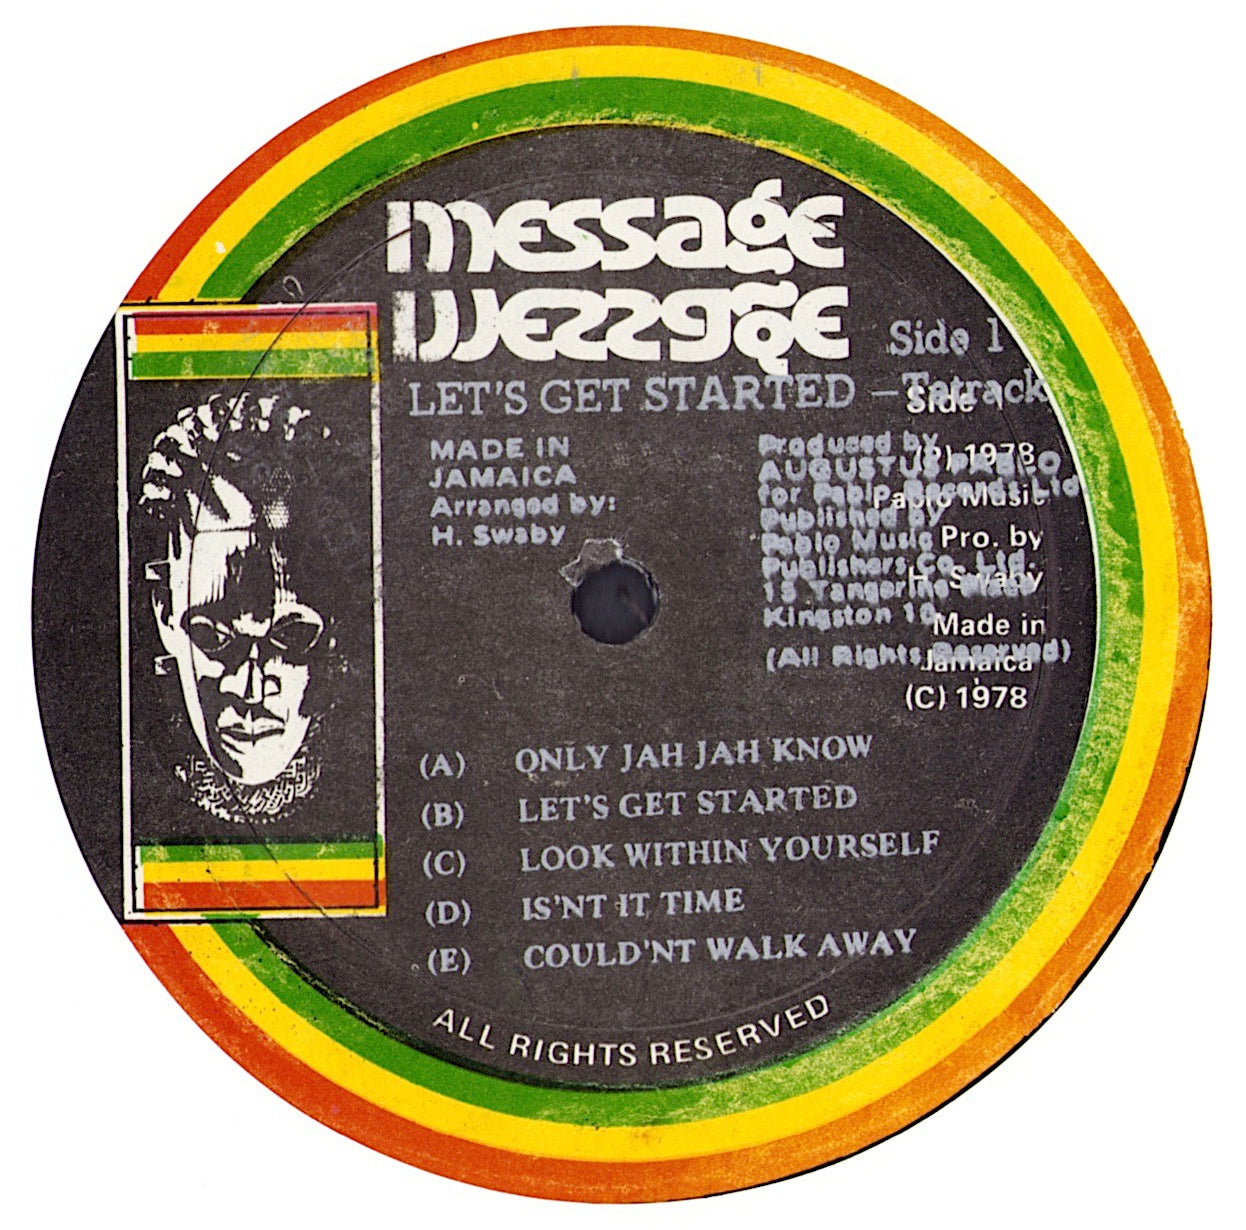 message
message
Side 1
LET'S GET STARTED – Tetrack
Side 1
MADE IN
JAMAICA
Arranged by:
H. Swaby
Produced by
AUGUSTUS PABLO
for Pablo Records Ltd
Published by
Pablo Music
Publishers Co. Ltd.
15 Tangerine
Kingston 10
(All Rights Reserved)
(P) 1978
Pablo Music
Pro. by
H. Swaby
Made in
Jamaica
(C) 1978
(A) ONLY JAH JAH KNOW
(B) LET'S GET STARTED
(C) LOOK WITHIN YOURSELF
(D) IS'NT IT TIME
(E) COULD'NT WALK AWAY
ALL RIGHTS RESERVED